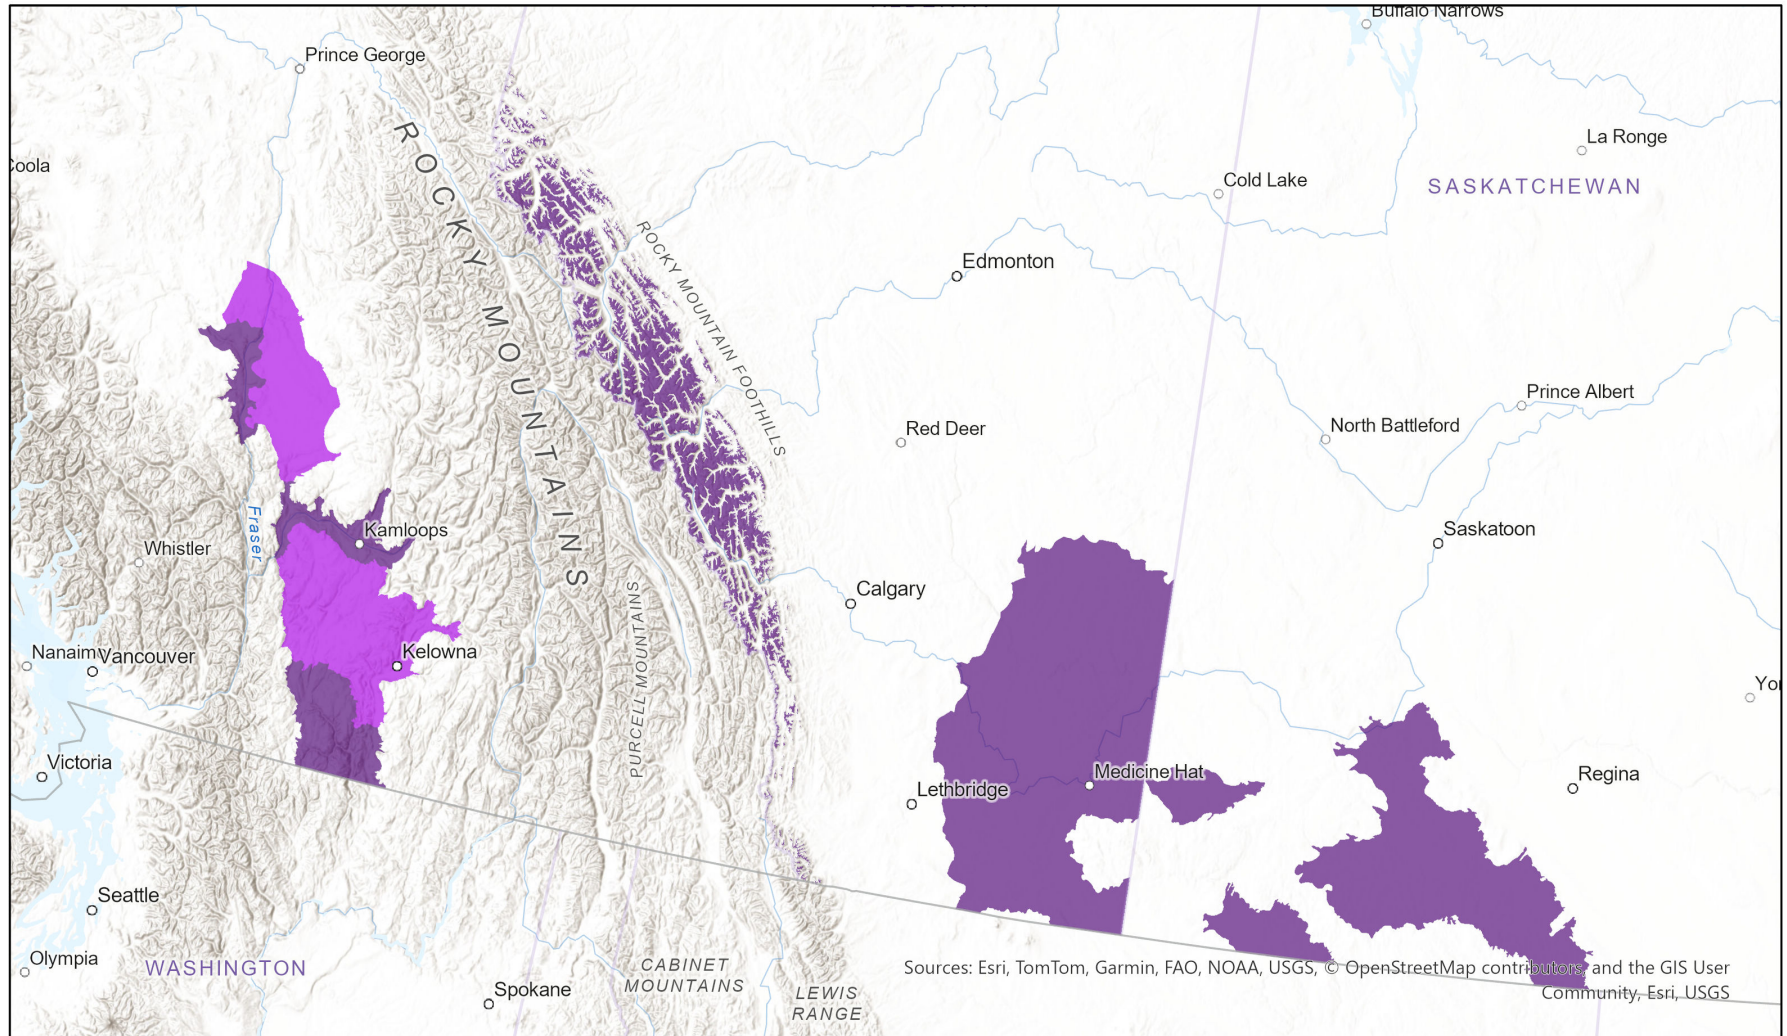 Buffalo Narrows
Prince George
La Ronge
Coola
Cold Lake
SASKATCHEWAN
ROCKY MOUNTAINS
ROCKY MOUNTAIN FOOTHILLS
Edmonton
Prince Albert
Red Deer
North Battleford
Fraser
Kamloops
Saskatoon
Whistler
Calgary
PURCELL MOUNTAINS
Nanaim
Vancouver
Kelowna
Yor
Victoria
Medicine Hat
Regina
Lethbridge
Seattle
Olympia
WASHINGTON
CABINET
MOUNTAINS
Spokane
LEWIS
RANGE
Sources: Esri, TomTom, Garmin, FAO, NOAA, USGS, © OpenStreetMap contributors, and the GIS User
Community, Esri, USGS